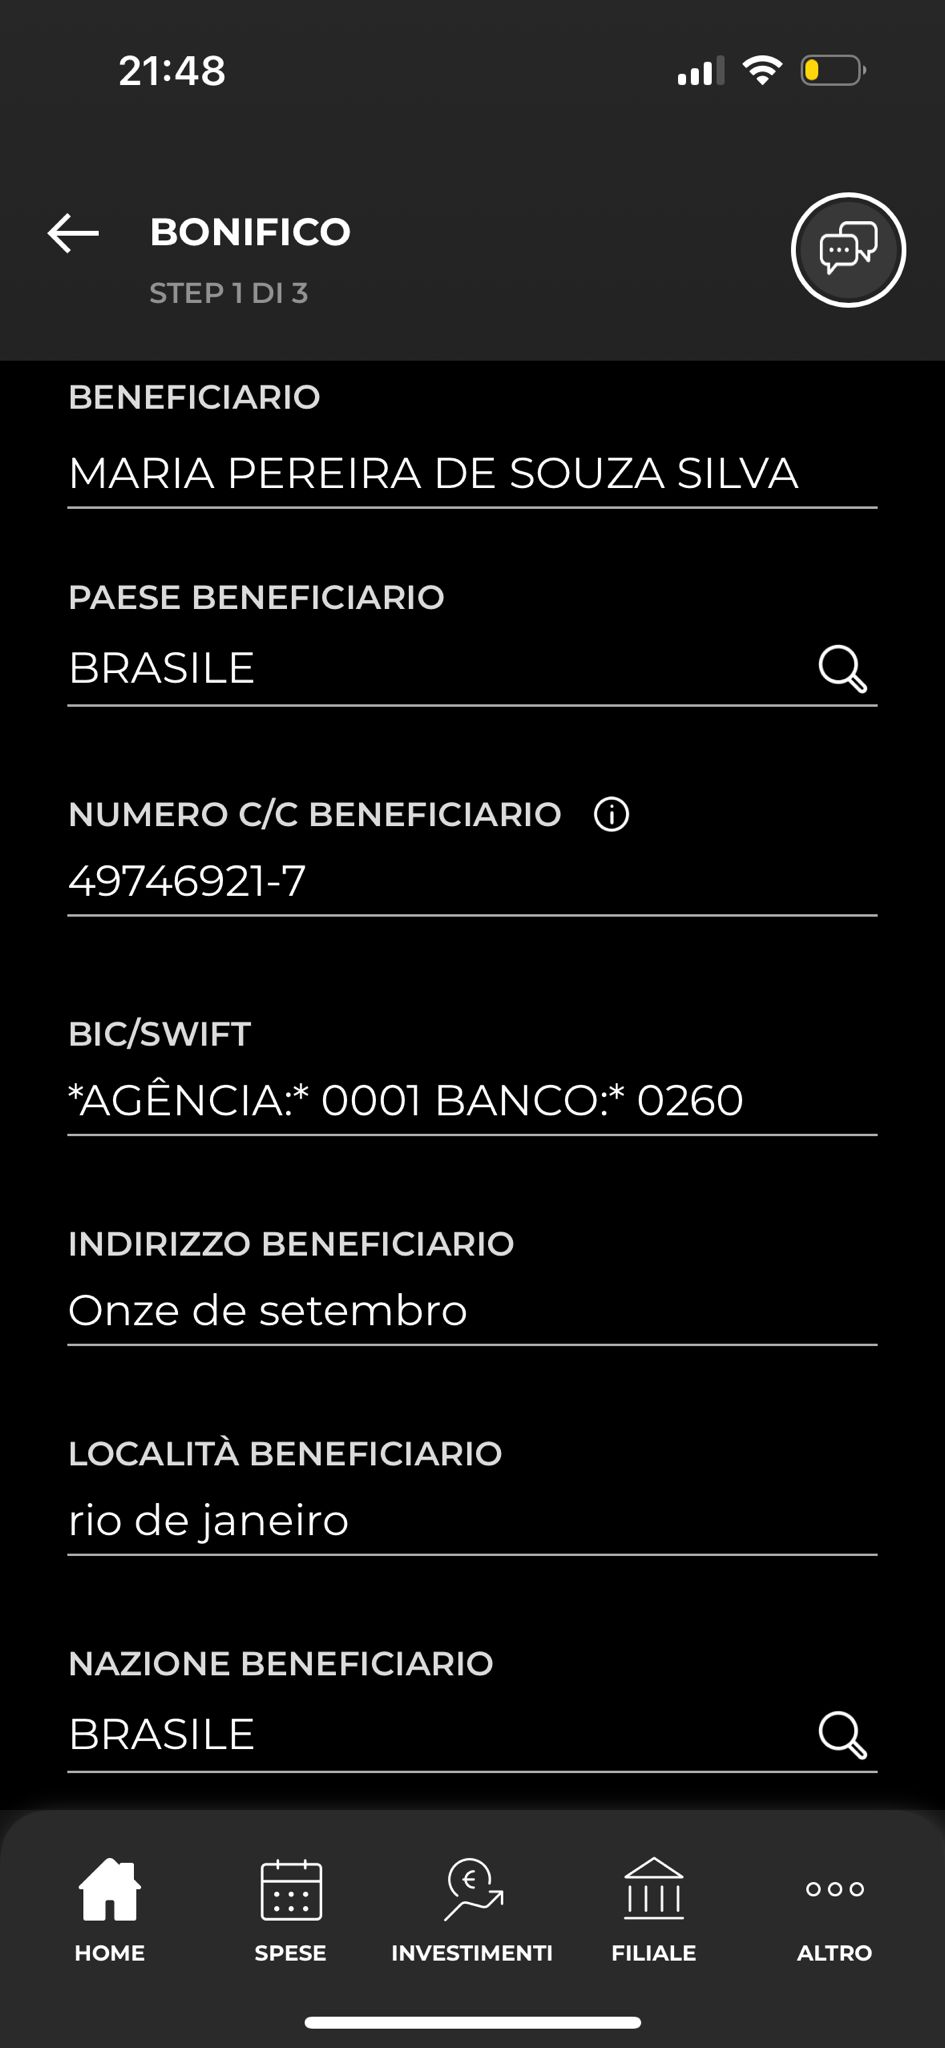 21:48
BONIFICO
STEP 1 DI 3
BENEFICIARIO
MARIA PEREIRA DE SOUZA SILVA
PAESE BENEFICIARIO
BRASILE
NUMERO C/C BENEFICIARIO
49746921-7
BIC/SWIFT
*AGÊNCIA:* 0001 BANCO:* 0260
INDIRIZZO BENEFICIARIO
Onze de setembro
LOCALITÀ BENEFICIARIO
rio de janeiro
NAZIONE BENEFICIARIO
BRASILE
HOME SPESE INVESTIMENTI FILIALE ALTRO